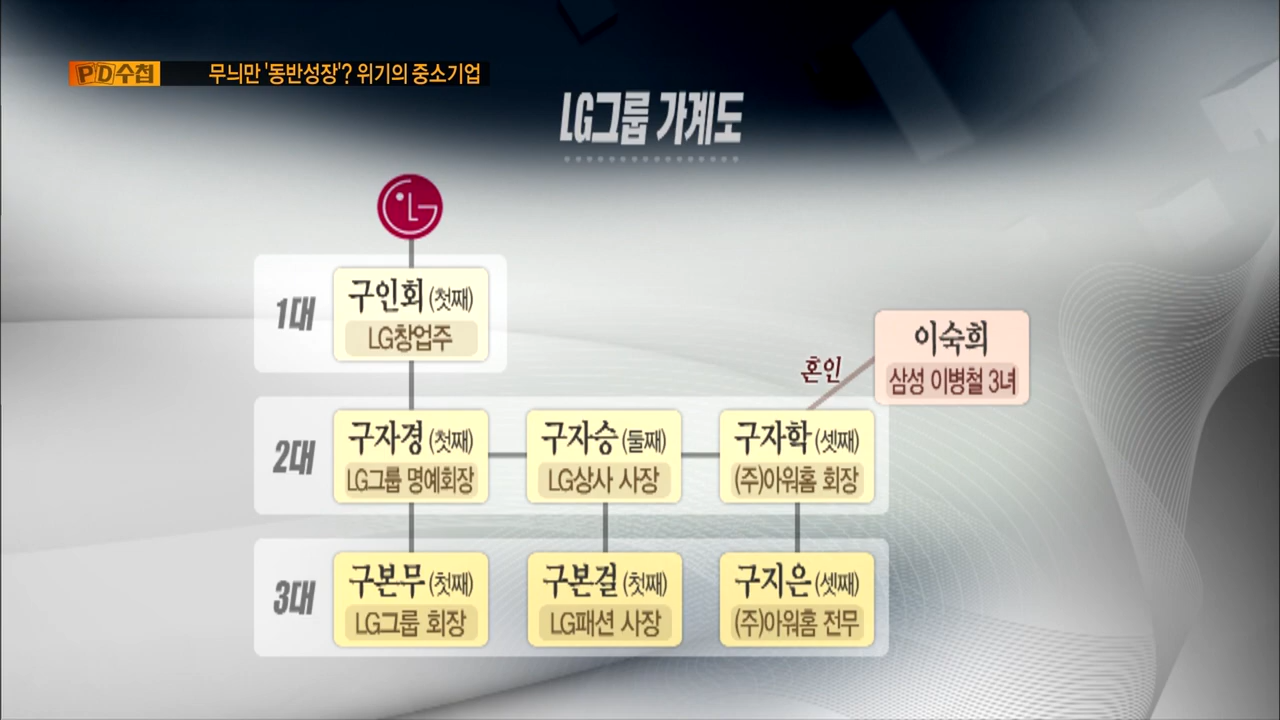 PD수첩 무늬만 '동반성장'? 위기의 중소기업
LG그룹 가계도
LG
1대
구인회(첫째)
LG창업주
이숙희
삼성 이병철 3녀
혼인
2대
구자경(첫째)
LG그룹 명예회장
구자승(둘째)
LG상사 사장
구자학(셋째)
(주)아워홈 회장
3대
구본무(첫째)
LG그룹 회장
구본걸(첫째)
LG패션 사장
구지은(셋째)
(주)아워홈 전무